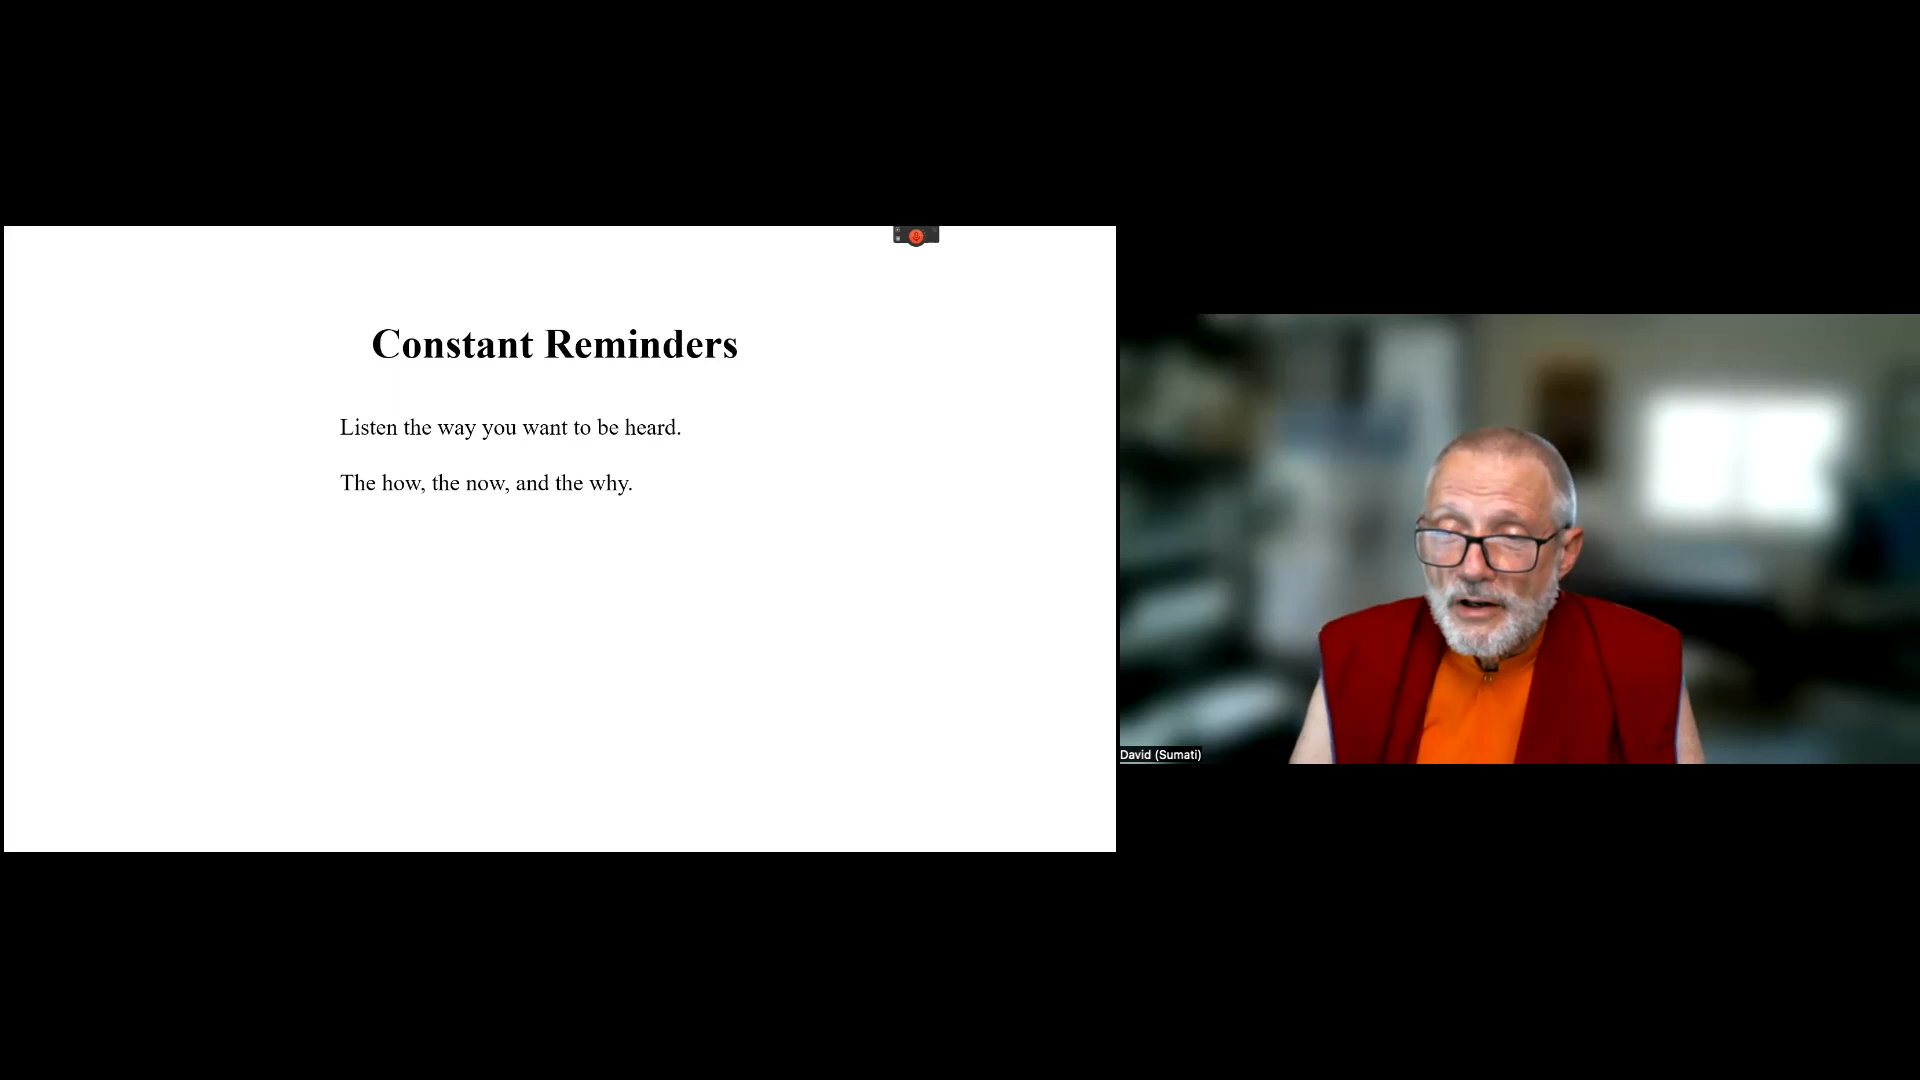 Constant Reminders
Listen the way you want to be heard.
The how, the now, and the why.
David (Sumati)